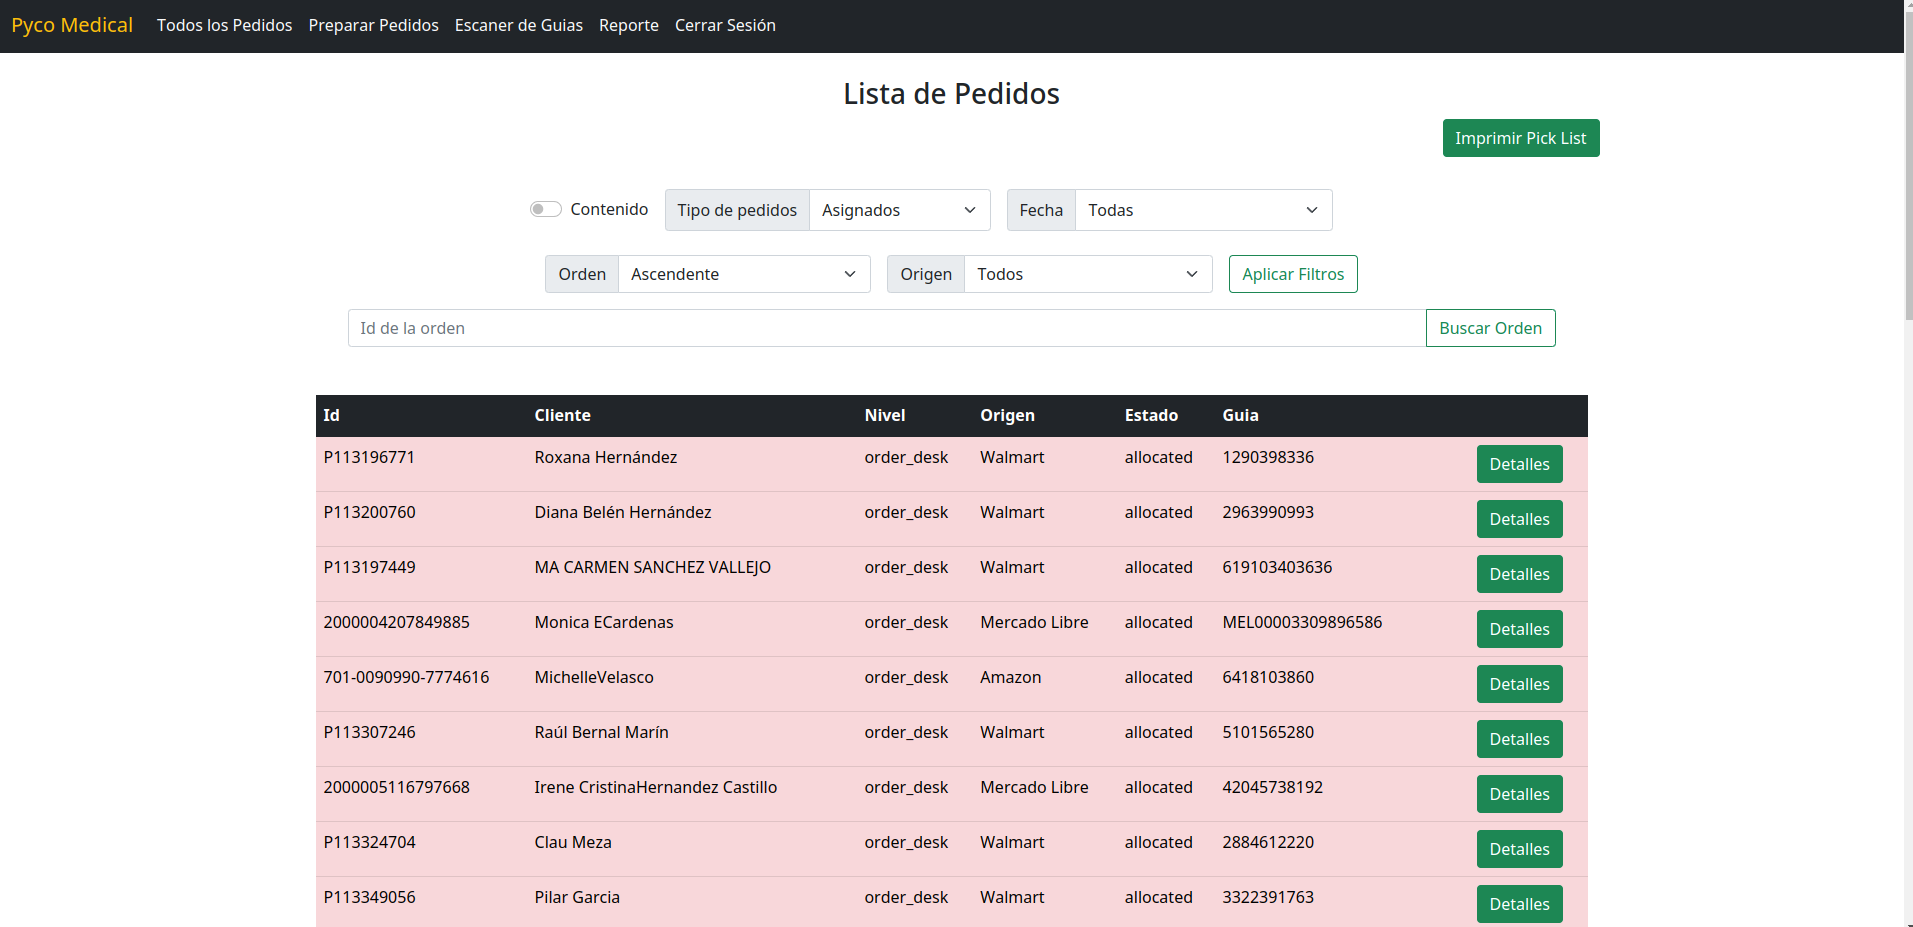 Pyco Medical Todos los Pedidos Preparar Pedidos Escaner de Guias Reporte Cerrar Sesión
Lista de Pedidos
Imprimir Pick List
Contenido Tipo de pedidos Asignados Fecha Todas
Orden Ascendente Origen Todos Aplicar Filtros
Id de la orden Buscar Orden
Id Cliente Nivel Origen Estado Guia
P113196771 Roxana Hernández order_desk Walmart allocated 1290398336 Detalles
P113200760 Diana Belén Hernández order_desk Walmart allocated 2963990993 Detalles
P113197449 MA CARMEN SANCHEZ VALLEJO order_desk Walmart allocated 619103403636 Detalles
2000004207849885 Monica ECardenas order_desk Mercado Libre allocated MEL00003309896586 Detalles
701-0090990-7774616 MichelleVelasco order_desk Amazon allocated 6418103860 Detalles
P113307246 Raúl Bernal Marín order_desk Walmart allocated 5101565280 Detalles
2000005116797668 Irene CristinaHernandez Castillo order_desk Mercado Libre allocated 42045738192 Detalles
P113324704 Clau Meza order_desk Walmart allocated 2884612220 Detalles
P113349056 Pilar Garcia order_desk Walmart allocated 3322391763 Detalles